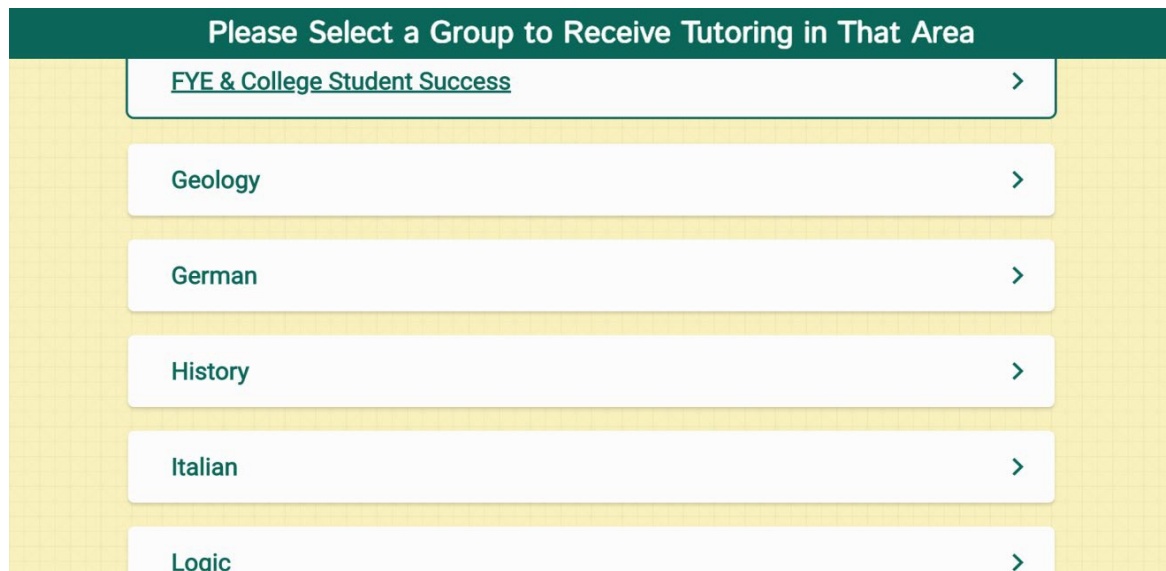 Please Select a Group to Receive Tutoring in That Area
FYE & College Student Success
Geology
German
History
Italian
Logic